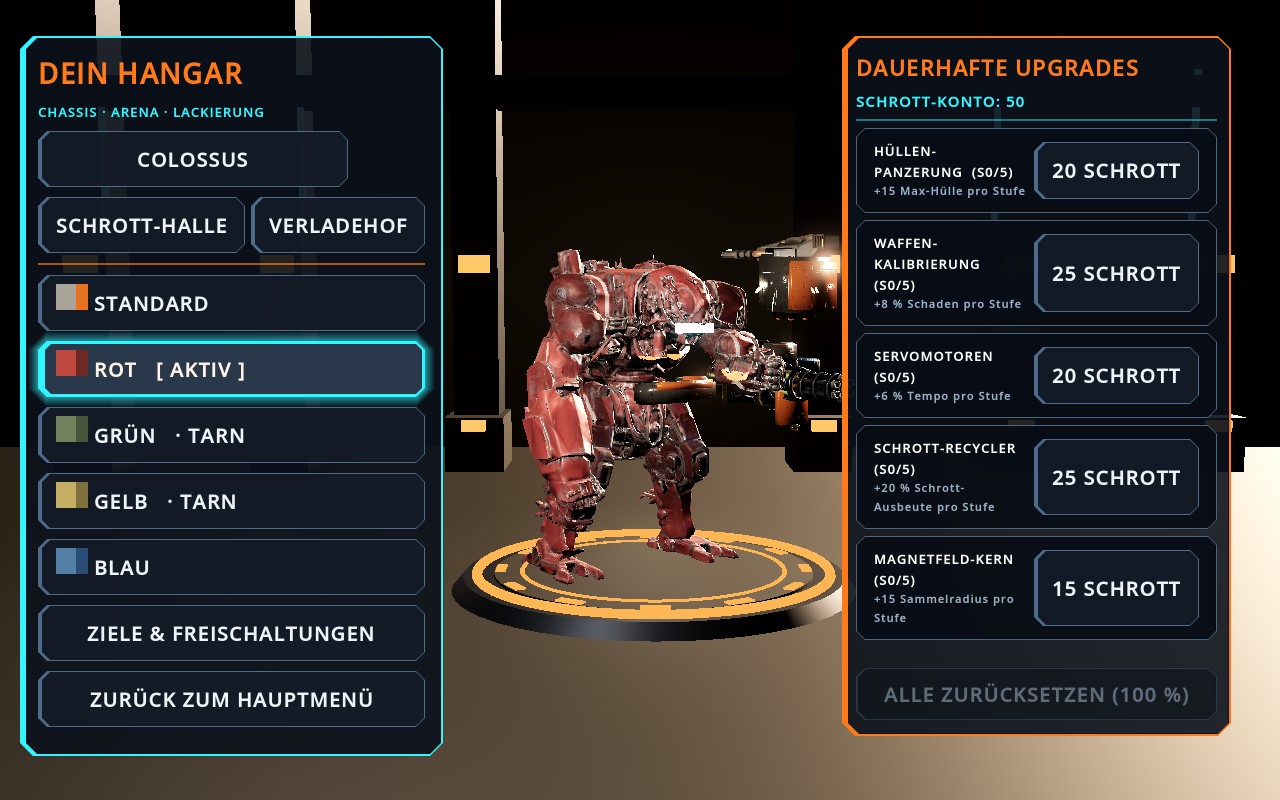 DEIN HANGAR
CHASSIS · ARENA · LACKIERUNG
COLOSSUS
SCHROTT-HALLE
VERLADEHOF
STANDARD
ROT [ AKTIV ]
GRÜN · TARN
GELB · TARN
BLAU
ZIELE & FREISCHALTUNGEN
ZURÜCK ZUM HAUPTMENÜ
DAUERHAFTE UPGRADES
SCHROTT-KONTO: 50
HÜLLEN-
PANZERUNG (S0/5)
+15 Max-Hülle pro Stufe
20 SCHROTT
WAFFEN-
KALIBRIERUNG
(S0/5)
+8 % Schaden pro Stufe
25 SCHROTT
SERVOMOTOREN
(S0/5)
+6 % Tempo pro Stufe
20 SCHROTT
SCHROTT-RECYCLER
(S0/5)
+20 % Schrott-
Ausbeute pro Stufe
25 SCHROTT
MAGNETFELD-KERN
(S0/5)
+15 Sammelradius pro
Stufe
15 SCHROTT
ALLE ZURÜCKSETZEN (100 %)